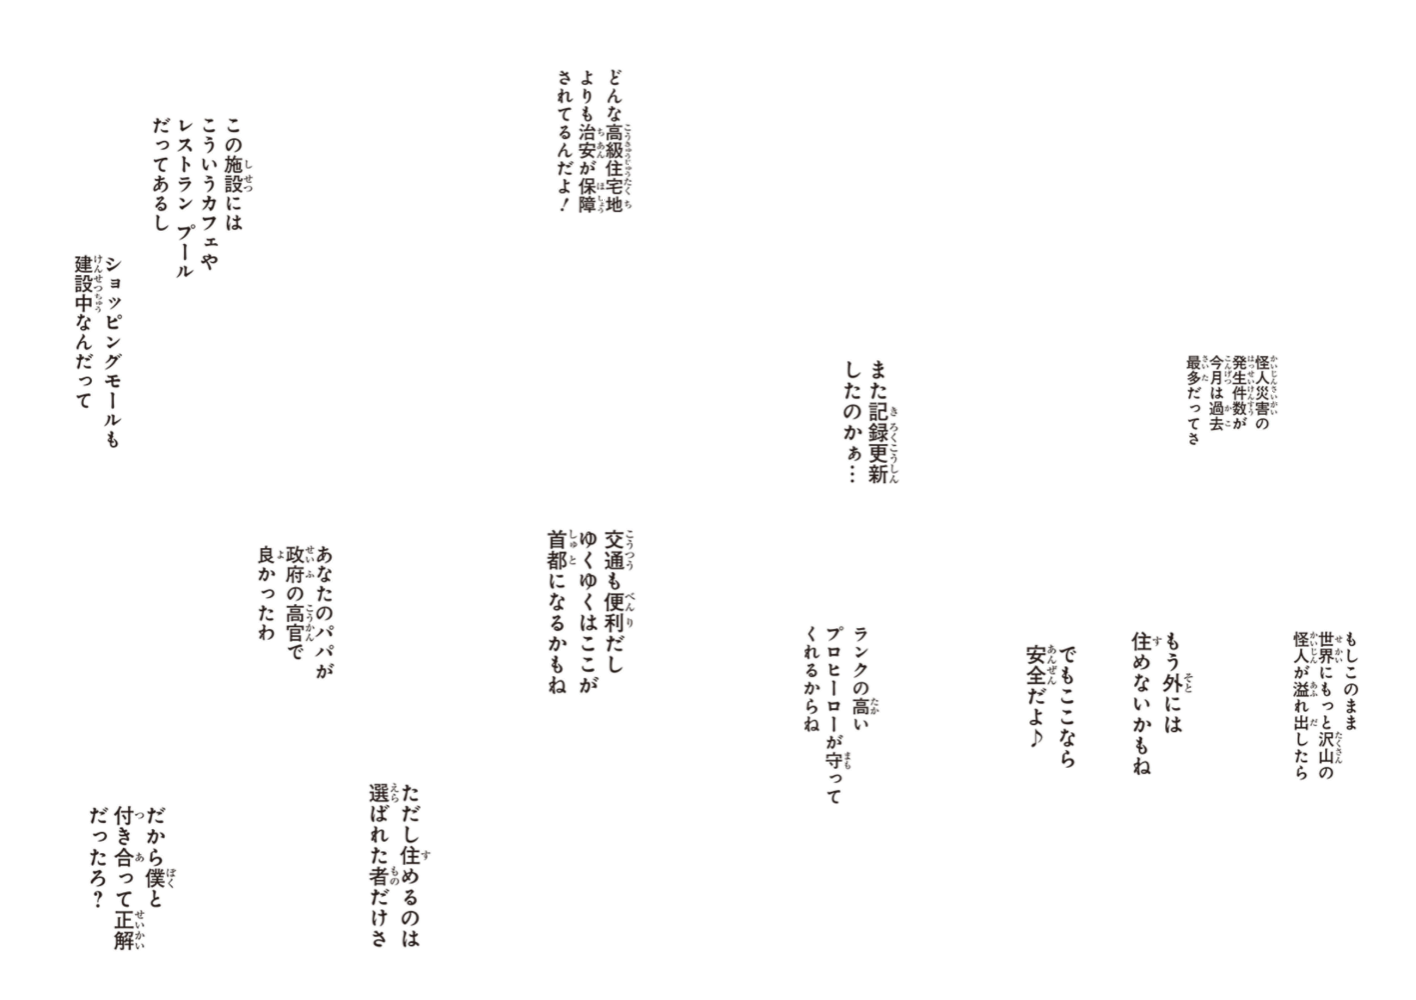 怪人災害の
発生件数が
今月は過去
最多だってさ
また記録更新
したのかぁ…
もしこのまま
世界にもっと沢山の
怪人が溢れ出したら
もう外には
住めないかもね
でもここなら
安全だよ♪
ランクの高い
プロヒーローが守って
くれるからね
どんな高級住宅地
よりも治安が保障
されてるんだよ！
この施設には
こういうカフェや
レストラン プール
だってあるし
ショッピングモールも
建設中なんだって
交通も便利だし
ゆくゆくはここが
首都になるかもね
あなたのパパが
政府の高官で
良かったわ
ただし住めるのは
選ばれた者だけさ
だから僕と
付き合って正解
だったろ？